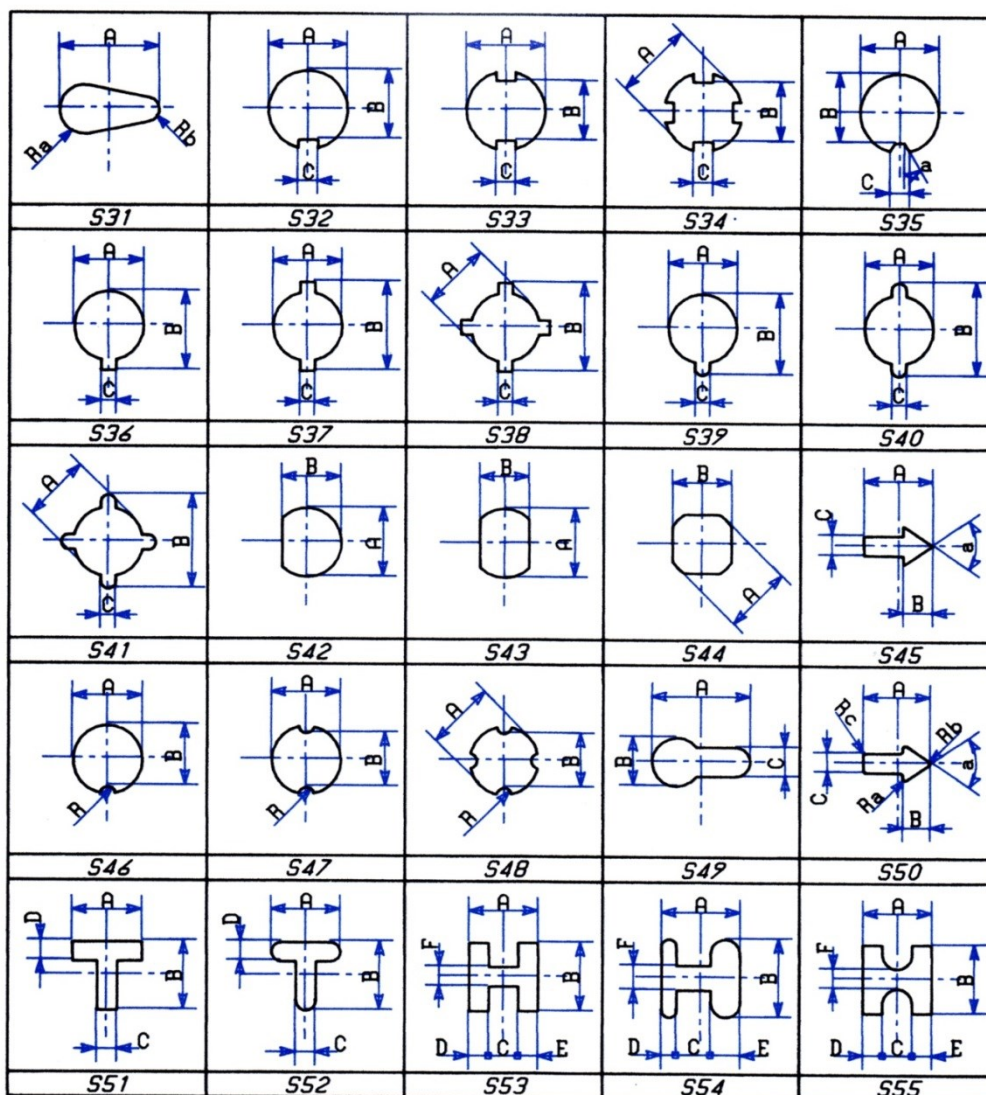 A A A A A
B B B B B
Ra Rb C C C C a
S31 S32 S33 S34 S35
A A A A A
B B B B B
C C C C C
S36 S37 S38 S39 S40
A B B B A
B A A A C a
C B
S41 S42 S43 S44 S45
A A A A A
B B B B C Rc Rb a
R R R C Ra B
S46 S47 S48 S49 S50
A A A A A
D B D B F B F B F B
C C D C E D C E D C E
S51 S52 S53 S54 S55